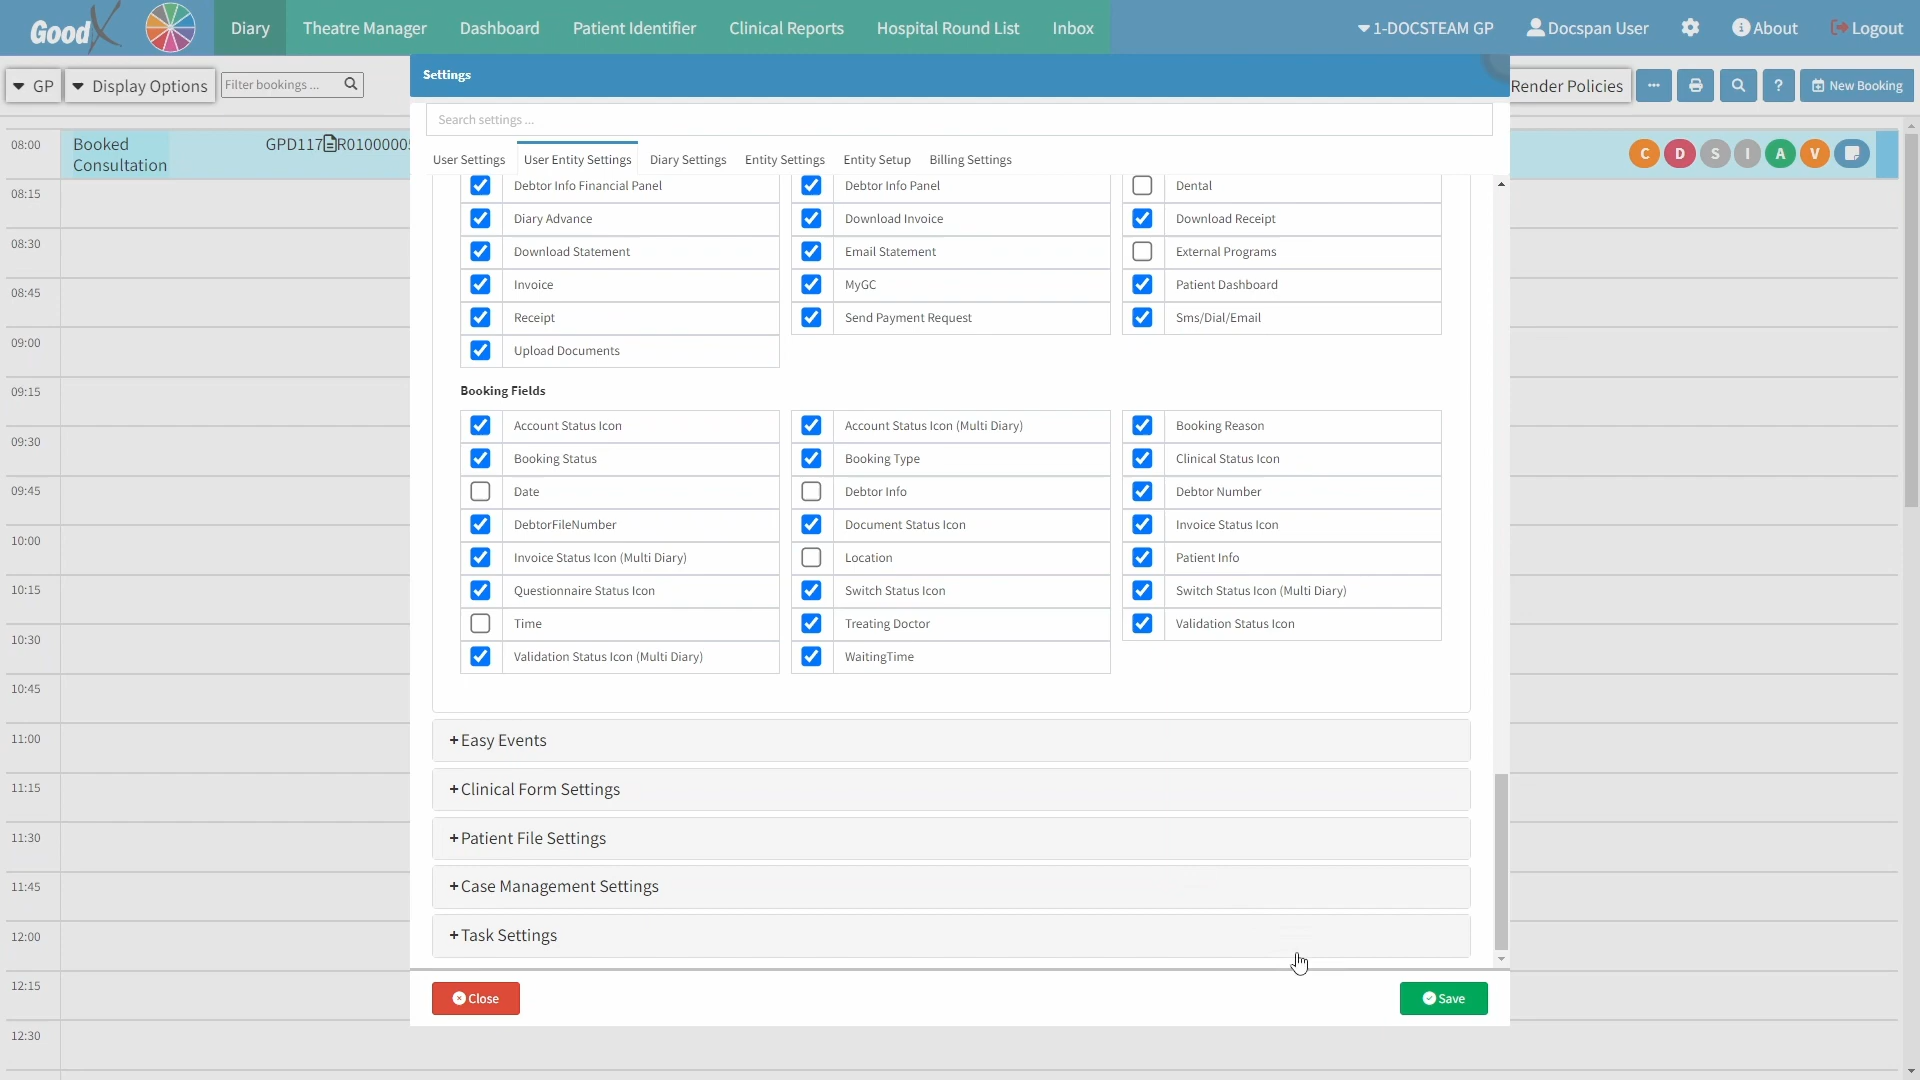 GoodX
Diary
Theatre Manager
Dashboard
Patient Identifier
Clinical Reports
Hospital Round List
Inbox
1-DOCSTEAM GP
Docspan User
About
Logout
GP
Display Options
Filter bookings ...
Settings
Render Policies
...
?
New Booking
Search settings ...
User Settings
User Entity Settings
Diary Settings
Entity Settings
Entity Setup
Billing Settings
08:00
Booked
Consultation
GPD117
R0100000
C
D
S
I
A
V
08:15
08:30
08:45
09:00
09:15
09:30
09:45
10:00
10:15
10:30
10:45
11:00
11:15
11:30
11:45
12:00
12:15
12:30
Debtor Info Financial Panel
Debtor Info Panel
Dental
Diary Advance
Download Invoice
Download Receipt
Download Statement
Email Statement
External Programs
Invoice
MyGC
Patient Dashboard
Receipt
Send Payment Request
Sms/Dial/Email
Upload Documents
Booking Fields
Account Status Icon
Account Status Icon (Multi Diary)
Booking Reason
Booking Status
Booking Type
Clinical Status Icon
Date
Debtor Info
Debtor Number
DebtorFileNumber
Document Status Icon
Invoice Status Icon
Invoice Status Icon (Multi Diary)
Location
Patient Info
Questionnaire Status Icon
Switch Status Icon
Switch Status Icon (Multi Diary)
Time
Treating Doctor
Validation Status Icon
Validation Status Icon (Multi Diary)
WaitingTime
+Easy Events
+Clinical Form Settings
+Patient File Settings
+Case Management Settings
+Task Settings
Close
Save